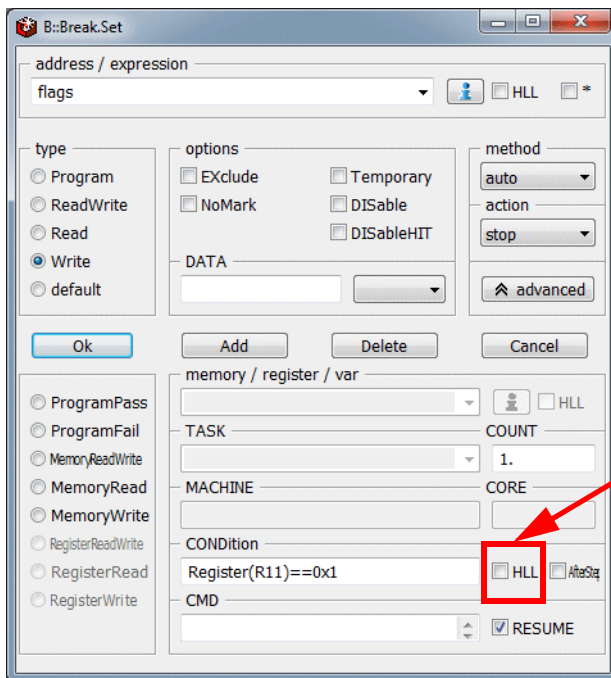 B::Break.Set
address / expression
flags
HLL
*
type
Program
ReadWrite
Read
Write
default
options
EXclude
Temporary
NoMark
DISable
DISableHIT
DATA
method
auto
action
stop
advanced
Ok
Add
Delete
Cancel
ProgramPass
ProgramFail
MemoryReadWrite
MemoryRead
MemoryWrite
RegisterReadWrite
RegisterRead
RegisterWrite
memory / register / var
HLL
TASK
COUNT
1.
MACHINE
CORE
CONDition
Register(R11)==0x1
HLL
AfterStep
CMD
RESUME